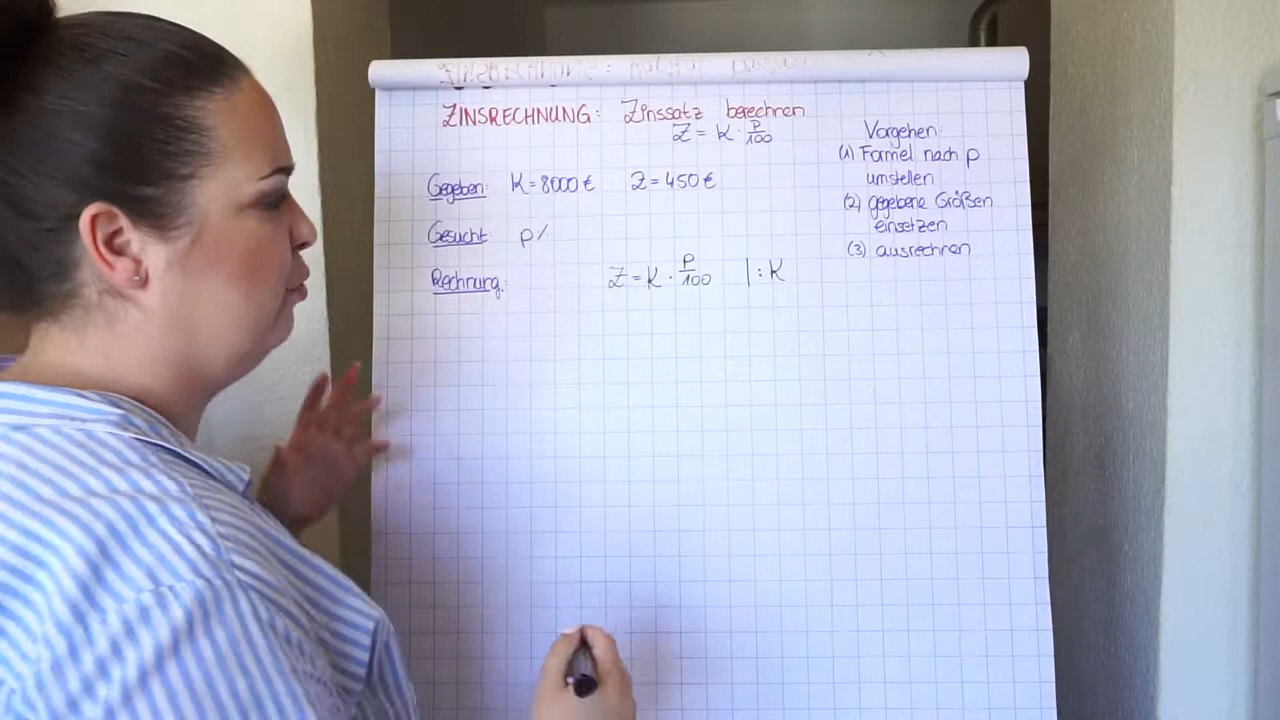 ZINSRECHNUNG: Zinssatz berechnen
Z = K · p/100
Gegeben: K = 8000 € Z = 450 €
Gesucht: p%
Rechnung: Z = K · p/100 | : K
Vorgehen:
(1) Formel nach p
umstellen
(2) gegebene Größen
einsetzen
(3) ausrechnen